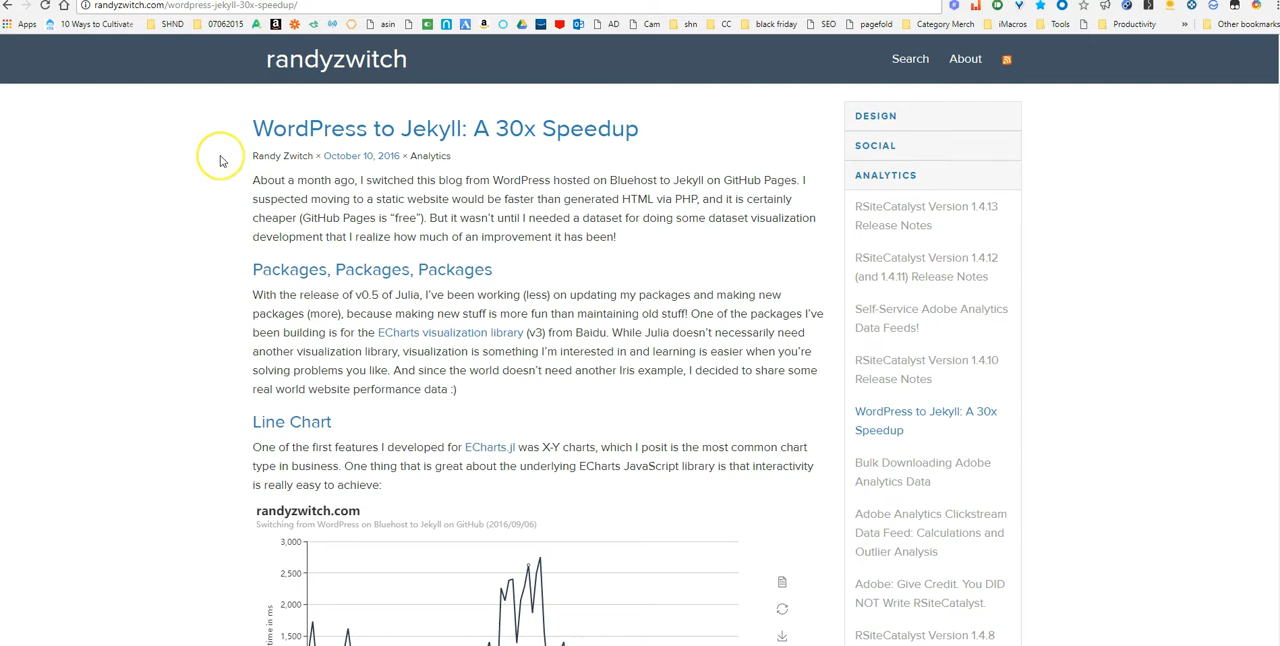 randyzwitch.com/wordpress-jekyll-30x-speedup/
Apps 10 Ways to Cultivate SHND 07062015 asin AD Cam shn CC black friday SEO pagefold Category Merch iMacros Tools Productivity » Other bookmarks
randyzwitch
Search About
WordPress to Jekyll: A 30x Speedup
Randy Zwitch × October 10, 2016 × Analytics
About a month ago, I switched this blog from WordPress hosted on Bluehost to Jekyll on GitHub Pages. I
suspected moving to a static website would be faster than generated HTML via PHP, and it is certainly
cheaper (GitHub Pages is “free”). But it wasn’t until I needed a dataset for doing some dataset visualization
development that I realize how much of an improvement it has been!
Packages, Packages, Packages
With the release of v0.5 of Julia, I’ve been working (less) on updating my packages and making new
packages (more), because making new stuff is more fun than maintaining old stuff! One of the packages I’ve
been building is for the ECharts visualization library (v3) from Baidu. While Julia doesn’t necessarily need
another visualization library, visualization is something I’m interested in and learning is easier when you’re
solving problems you like. And since the world doesn’t need another Iris example, I decided to share some
real world website performance data :)
Line Chart
One of the first features I developed for ECharts.jl was X-Y charts, which I posit is the most common chart
type in business. One thing that is great about the underlying ECharts JavaScript library is that interactivity
is really easy to achieve:
randyzwitch.com
Switching from WordPress on Bluehost to Jekyll on GitHub (2016/09/06)
3,000
2,500
2,000
1,500
time in ms
DESIGN
SOCIAL
ANALYTICS
RSiteCatalyst Version 1.4.13
Release Notes
RSiteCatalyst Version 1.4.12
(and 1.4.11) Release Notes
Self-Service Adobe Analytics
Data Feeds!
RSiteCatalyst Version 1.4.10
Release Notes
WordPress to Jekyll: A 30x
Speedup
Bulk Downloading Adobe
Analytics Data
Adobe Analytics Clickstream
Data Feed: Calculations and
Outlier Analysis
Adobe: Give Credit. You DID
NOT Write RSiteCatalyst.
RSiteCatalyst Version 1.4.8